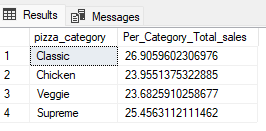 Results Messages
pizza_category Per_Category_Total_sales
1 Classic 26.9059602306976
2 Chicken 23.9551375322885
3 Veggie 23.6825910258677
4 Supreme 25.4563112111462